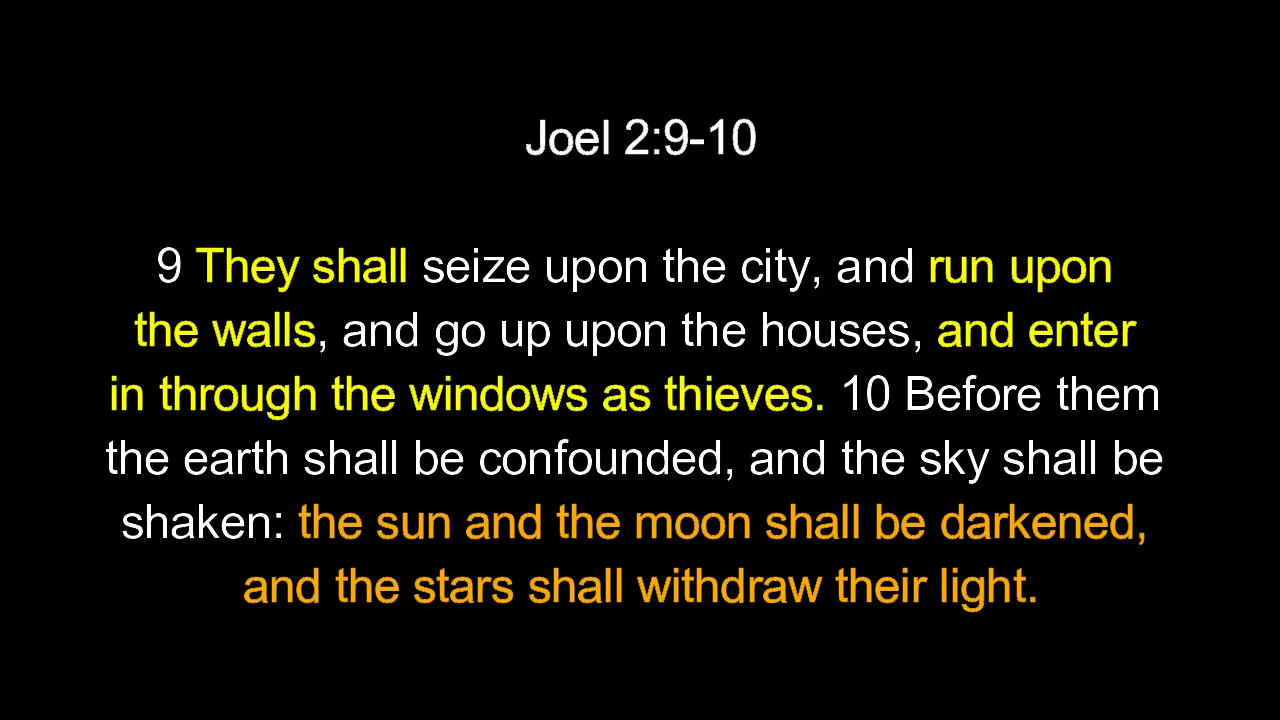 Joel 2:9-10
9 They shall seize upon the city, and run upon
the walls, and go up upon the houses, and enter
in through the windows as thieves. 10 Before them
the earth shall be confounded, and the sky shall be
shaken: the sun and the moon shall be darkened,
and the stars shall withdraw their light.